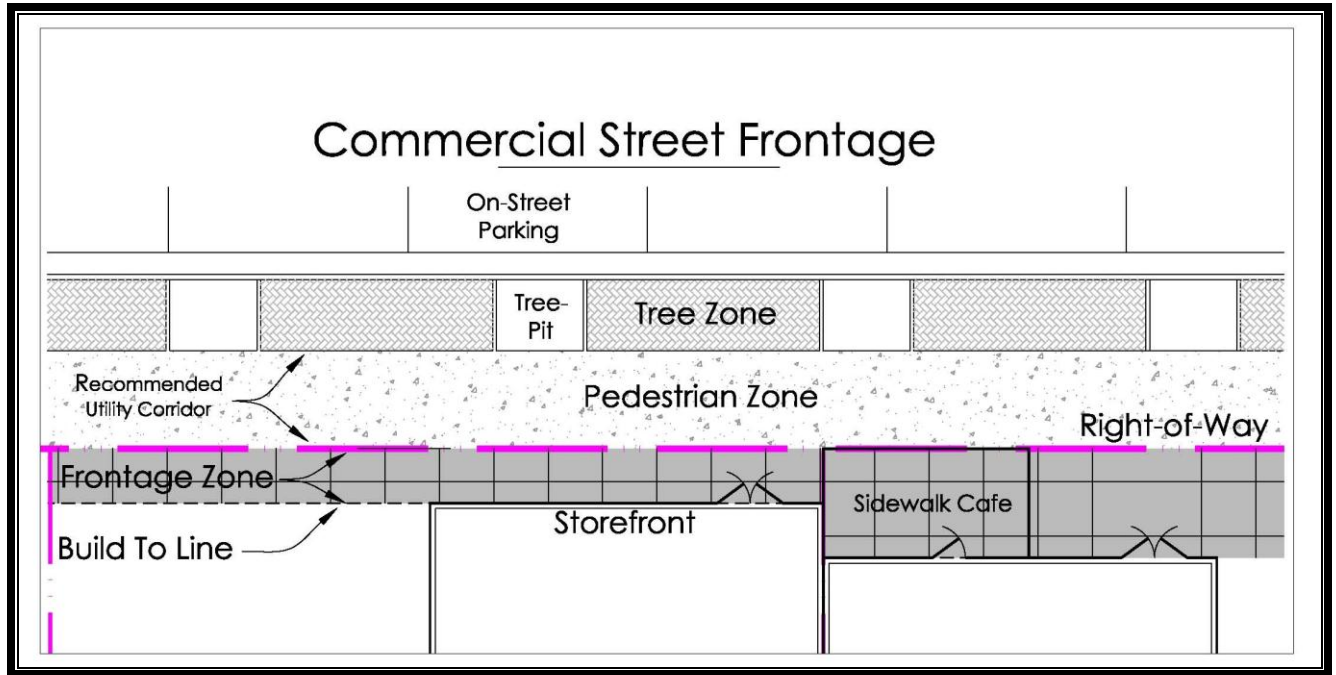 Commercial Street Frontage
On-Street
Parking
Tree-
Pit
Tree Zone
Recommended
Utility Corridor
Pedestrian Zone
Right-of-Way
Frontage Zone
Sidewalk Cafe
Storefront
Build To Line